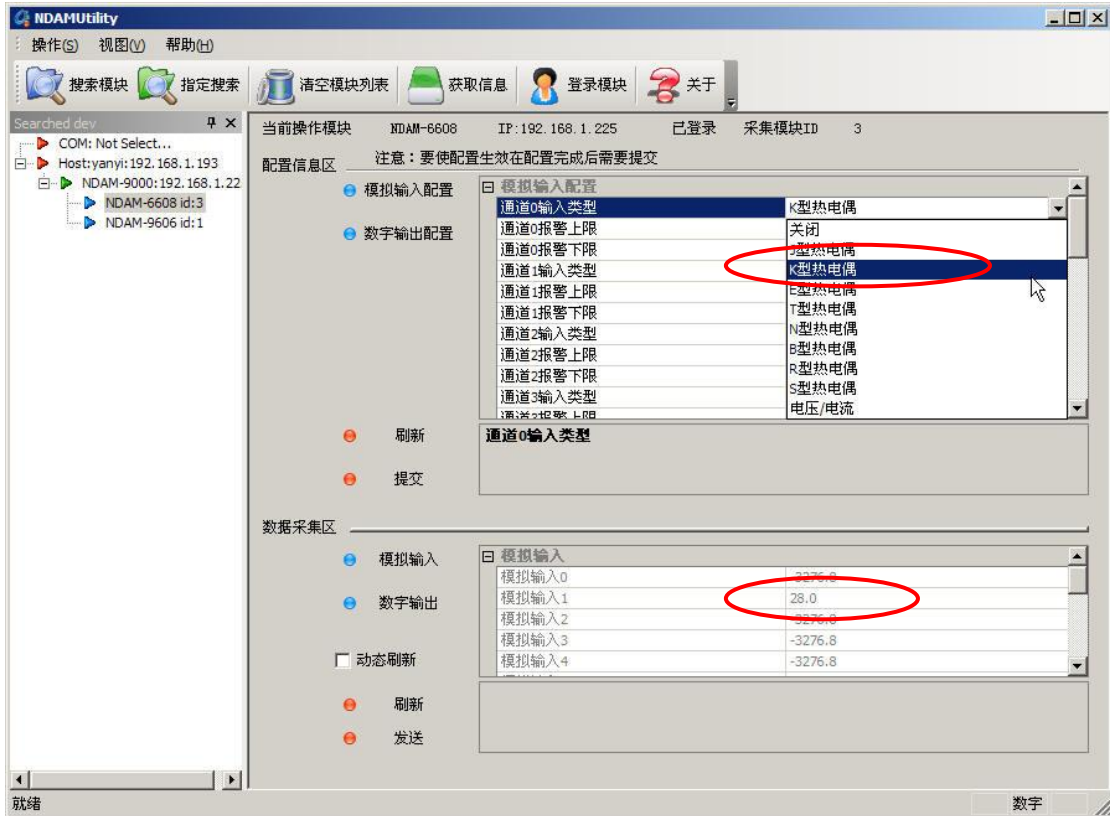 NDAMUtility
操作(S) 视图(V) 帮助(H)
搜索模块 指定搜索 清空模块列表 获取信息 登录模块 关于
Searched dev
COM: Not Select...
Host:yanyi:192.168.1.193
NDAM-9000:192.168.1.22
NDAM-6608 id:3
NDAM-9606 id:1
当前操作模块 NDAM-6608 IP:192.168.1.225 已登录 采集模块ID 3
配置信息区 注意：要使配置生效在配置完成后需要提交
模拟输入配置
数字输出配置
模拟输入配置
通道0输入类型 K型热电偶
通道0报警上限
通道0报警下限
通道1输入类型
通道1报警上限
通道1报警下限
通道2输入类型
通道2报警上限
通道2报警下限
通道3输入类型
通道3报警上限
关闭
J型热电偶
K型热电偶
E型热电偶
T型热电偶
N型热电偶
B型热电偶
R型热电偶
S型热电偶
电压/电流
刷新
提交
通道0输入类型
数据采集区
模拟输入
数字输出
动态刷新
模拟输入
模拟输入0 -3276.8
模拟输入1 28.0
模拟输入2 -3276.8
模拟输入3 -3276.8
模拟输入4 -3276.8
刷新
发送
就绪 数字